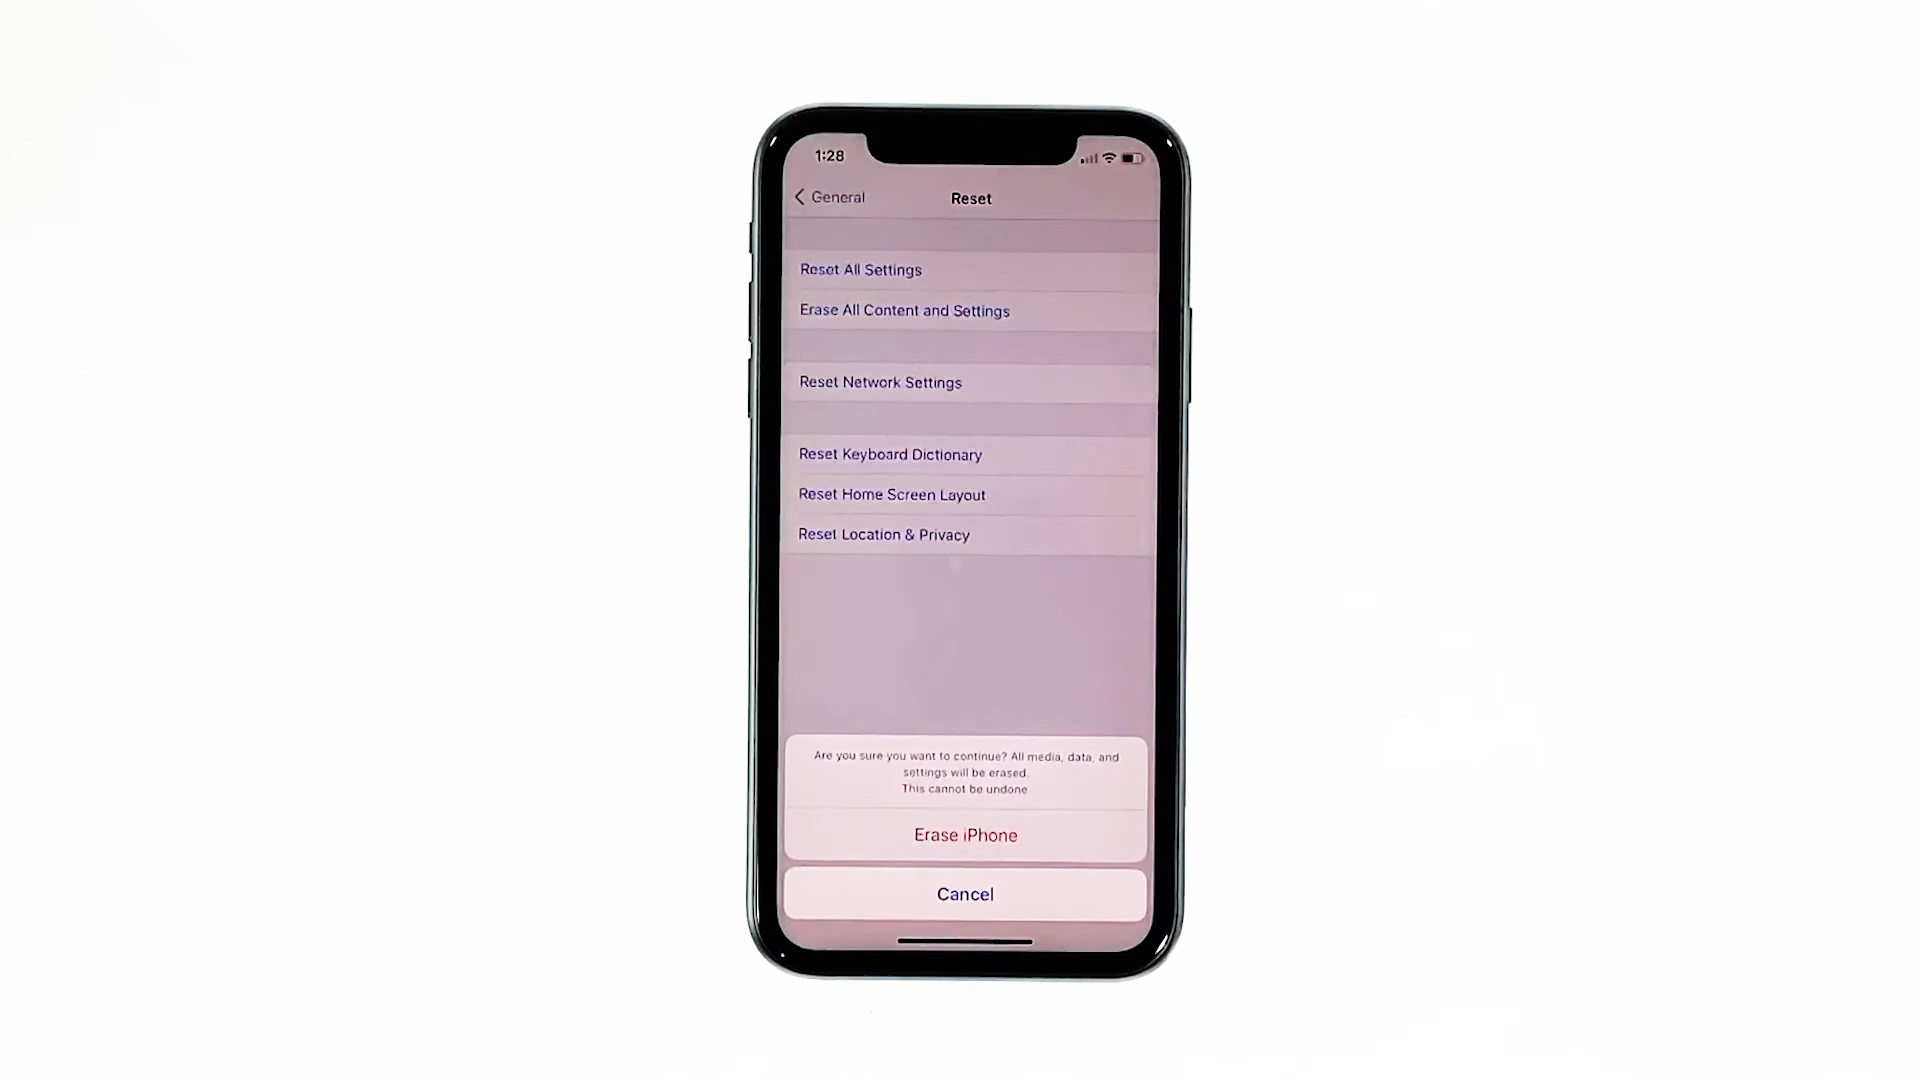 1:28
General
Reset
Reset All Settings
Erase All Content and Settings
Reset Network Settings
Reset Keyboard Dictionary
Reset Home Screen Layout
Reset Location & Privacy
Are you sure you want to continue? All media, data, and
settings will be erased.
This cannot be undone
Erase iPhone
Cancel